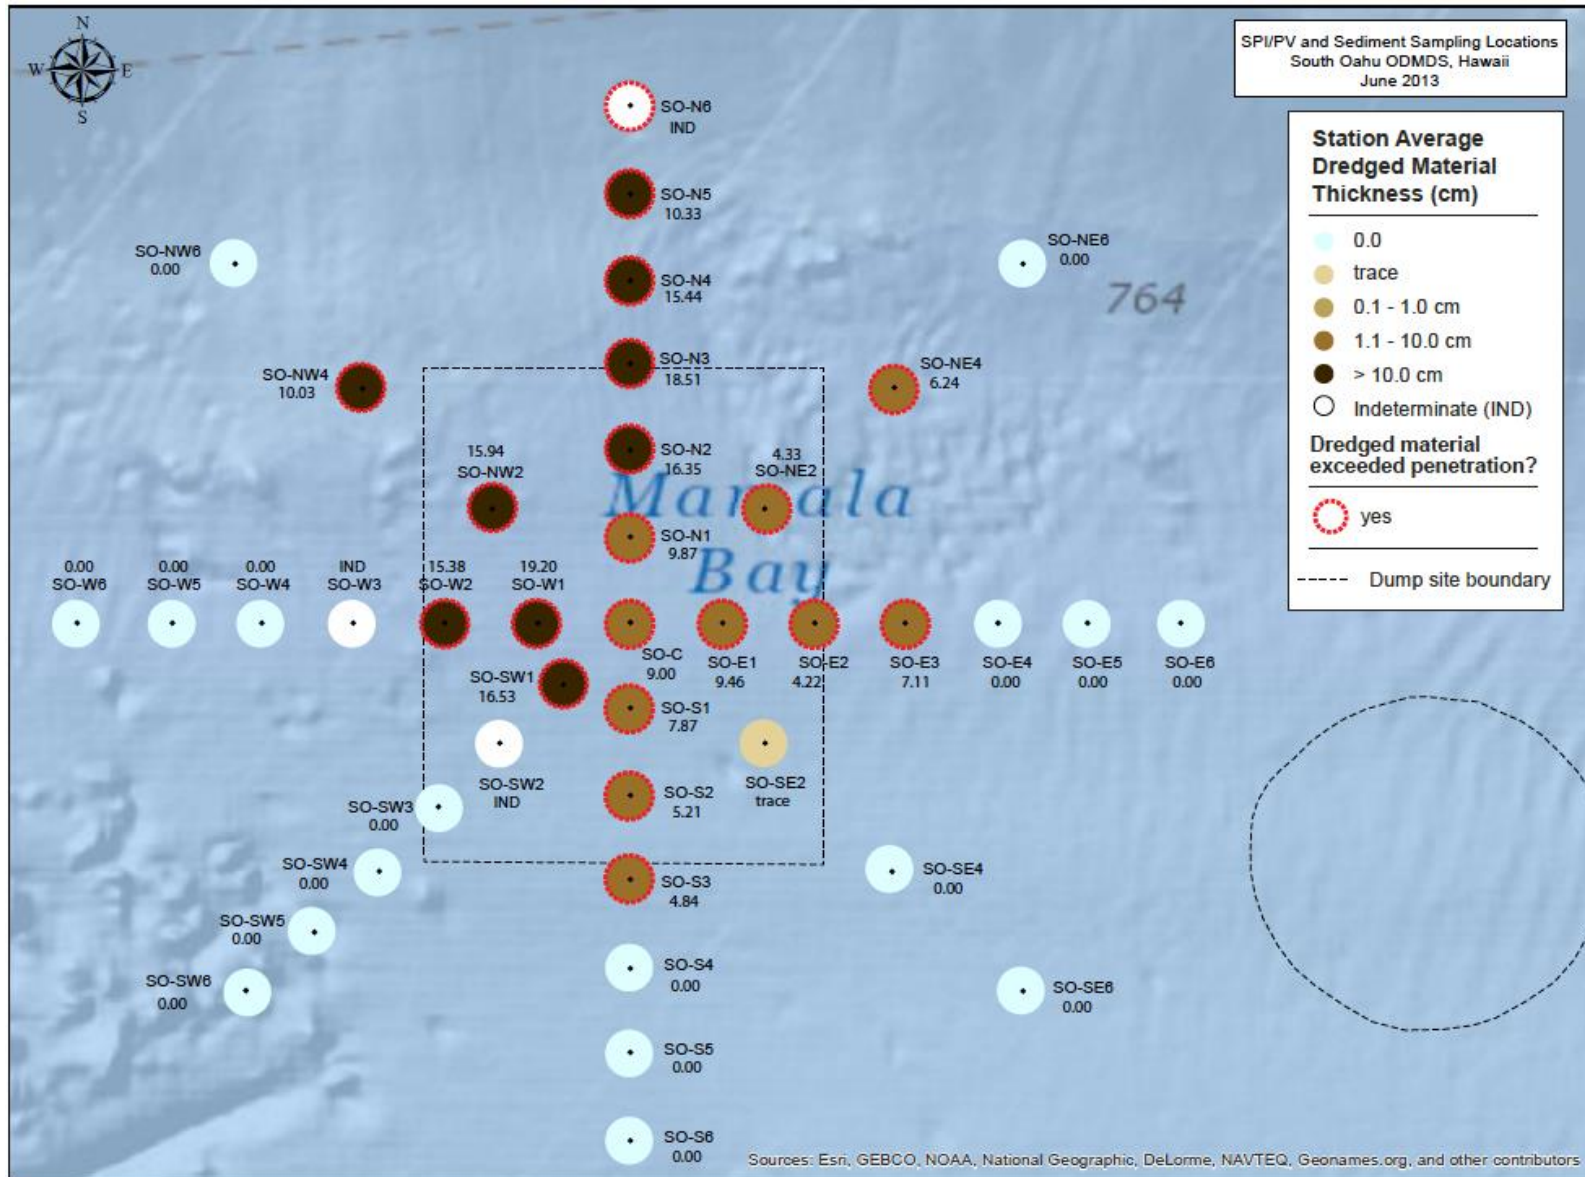 N
W E
S
SPI/PV and Sediment Sampling Locations
South Oahu ODMDS, Hawaii
June 2013
Station Average
Dredged Material
Thickness (cm)
0.0
trace
0.1 - 1.0 cm
1.1 - 10.0 cm
> 10.0 cm
Indeterminate (IND)
Dredged material
exceeded penetration?
yes
Dump site boundary
SO-N6
IND
SO-N5
10.33
SO-NW6
0.00
SO-NE6
0.00
SO-N4
15.44
764
SO-N3
18.51
SO-NW4
10.03
SO-NE4
6.24
SO-N2
16.35
15.94
SO-NW2
4.33
SO-NE2
Mamala
Bay
SO-N1
9.87
0.00
SO-W6
0.00
SO-W5
0.00
SO-W4
IND
SO-W3
15.38
SO-W2
19.20
SO-W1
SO-C
9.00
SO-E1
9.46
SO-E2
4.22
SO-E3
7.11
SO-E4
0.00
SO-E5
0.00
SO-E6
0.00
SO-SW1
16.53
SO-S1
7.87
SO-SW2
IND
SO-SE2
trace
SO-S2
5.21
SO-SW3
0.00
SO-SW4
0.00
SO-S3
4.84
SO-SE4
0.00
SO-SW5
0.00
SO-S4
0.00
SO-SW6
0.00
SO-SE6
0.00
SO-S5
0.00
SO-S6
0.00
Sources: Esri, GEBCO, NOAA, National Geographic, DeLorme, NAVTEQ, Geonames.org, and other contributors